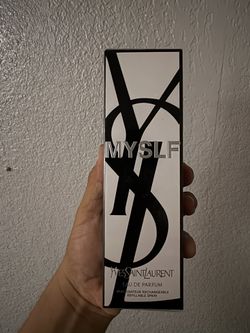 MYSLF
YVESSAINTLAURENT
EAU DE PARFUM
VAPORISATEUR RECHARGEABLE
REFILLABLE SPRAY